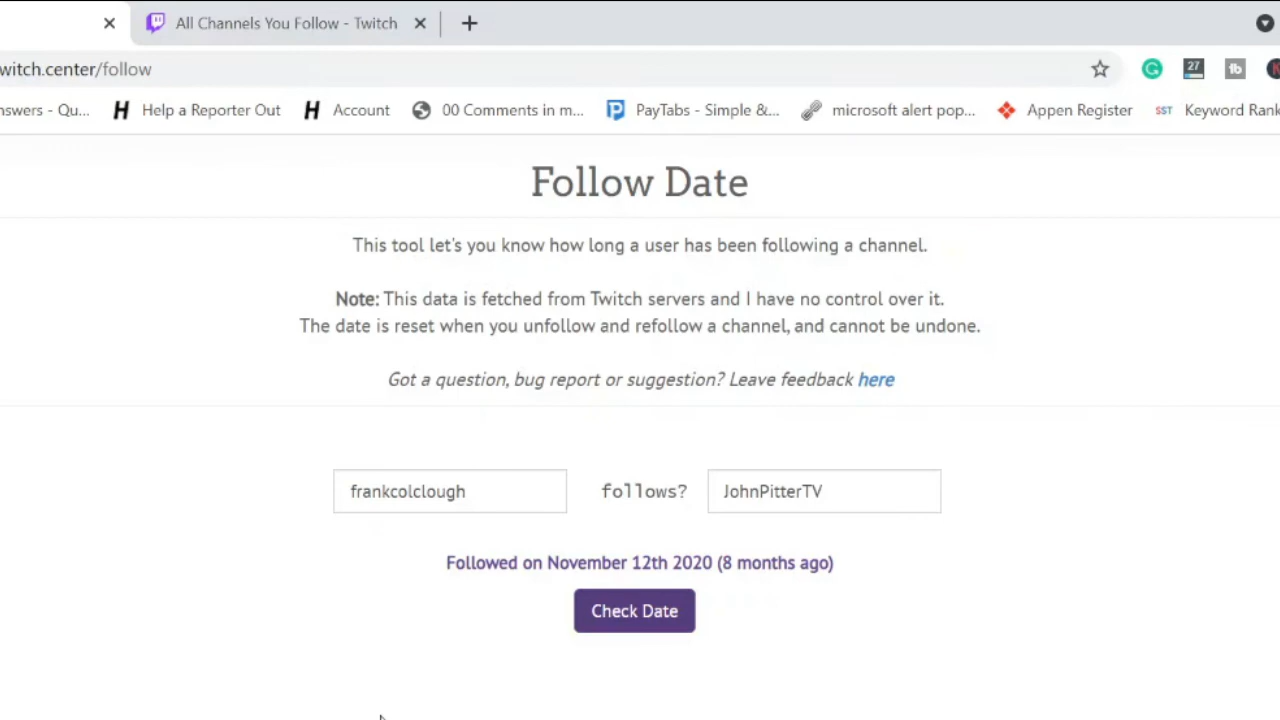 All Channels You Follow - Twitch
witch.center/follow
27
nswers - Qu...
Help a Reporter Out
Account
00 Comments in m...
PayTabs - Simple &...
microsoft alert pop...
Appen Register
SST
Keyword Rank
Follow Date
This tool let's you know how long a user has been following a channel.
Note: This data is fetched from Twitch servers and I have no control over it.
The date is reset when you unfollow and refollow a channel, and cannot be undone.
Got a question, bug report or suggestion? Leave feedback here
frankcolclough follows? JohnPitterTV
Followed on November 12th 2020 (8 months ago)
Check Date